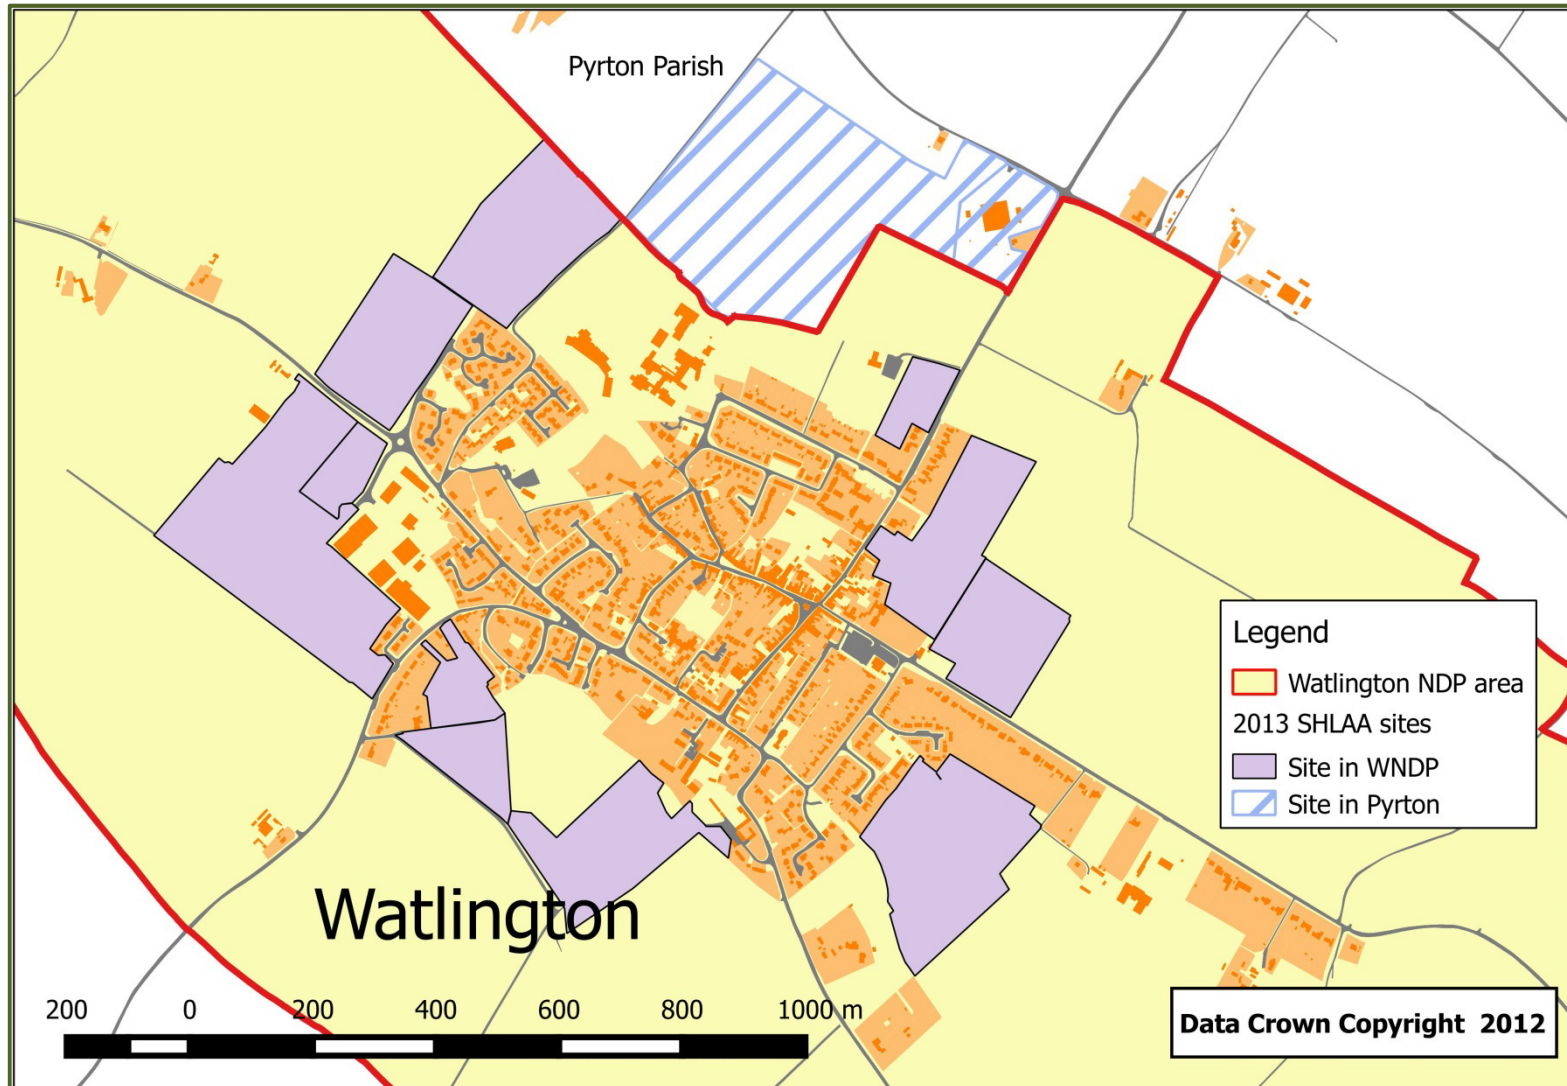 Pyrton Parish
Legend
Watlington NDP area
2013 SHLAA sites
Site in WNDP
Site in Pyrton
Watlington
200 0 200 400 600 800 1000 m
Data Crown Copyright 2012